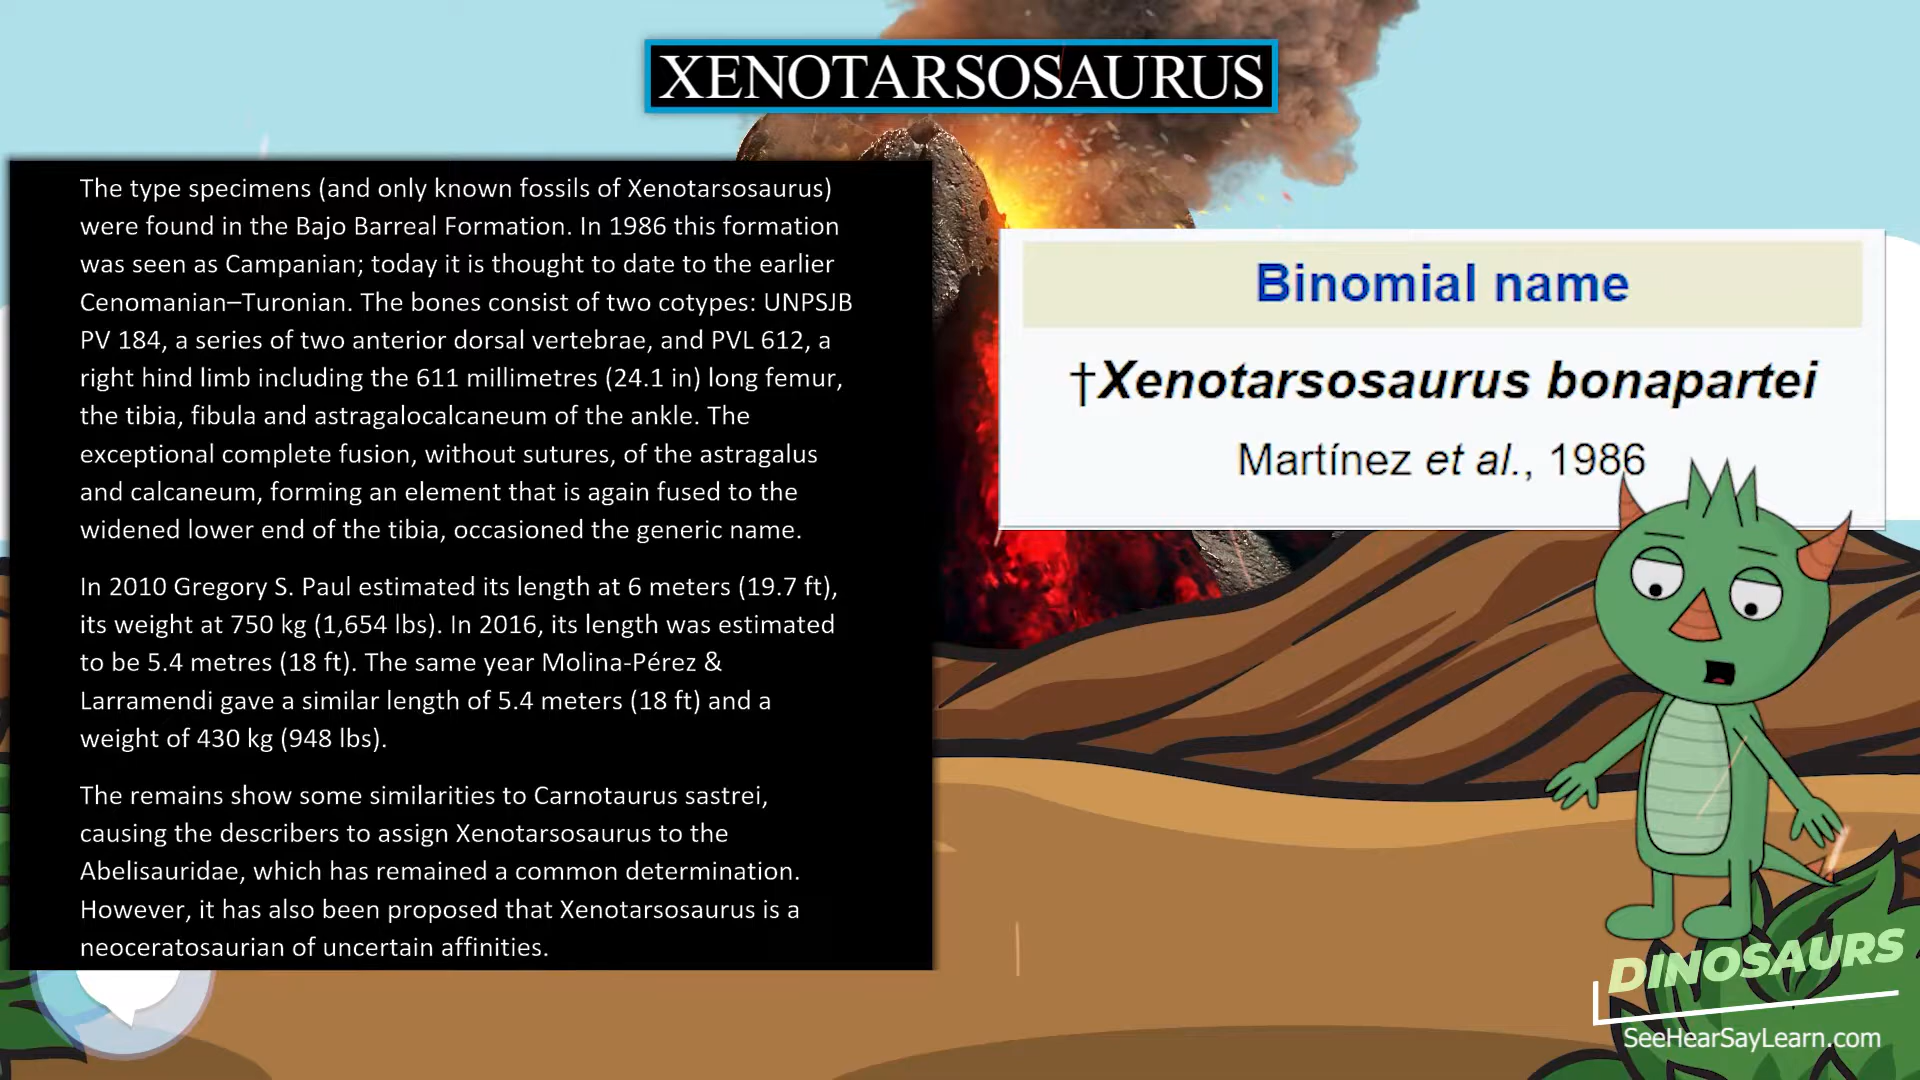 XENOTARSOSAURUS
The type specimens (and only known fossils of Xenotarsosaurus)
were found in the Bajo Barreal Formation. In 1986 this formation
was seen as Campanian; today it is thought to date to the earlier
Cenomanian–Turonian. The bones consist of two cotypes: UNPSJB
PV 184, a series of two anterior dorsal vertebrae, and PVL 612, a
right hind limb including the 611 millimetres (24.1 in) long femur,
the tibia, fibula and astragalocalcaneum of the ankle. The
exceptional complete fusion, without sutures, of the astragalus
and calcaneum, forming an element that is again fused to the
widened lower end of the tibia, occasioned the generic name.
In 2010 Gregory S. Paul estimated its length at 6 meters (19.7 ft),
its weight at 750 kg (1,654 lbs). In 2016, its length was estimated
to be 5.4 metres (18 ft). The same year Molina-Pérez &
Larramendi gave a similar length of 5.4 meters (18 ft) and a
weight of 430 kg (948 lbs).
The remains show some similarities to Carnotaurus sastrei,
causing the describers to assign Xenotarsosaurus to the
Abelisauridae, which has remained a common determination.
However, it has also been proposed that Xenotarsosaurus is a
neoceratosaurian of uncertain affinities.
Binomial name
†Xenotarsosaurus bonapartei
Martínez et al., 1986
DINOSAURS
SeeHearSayLearn.com